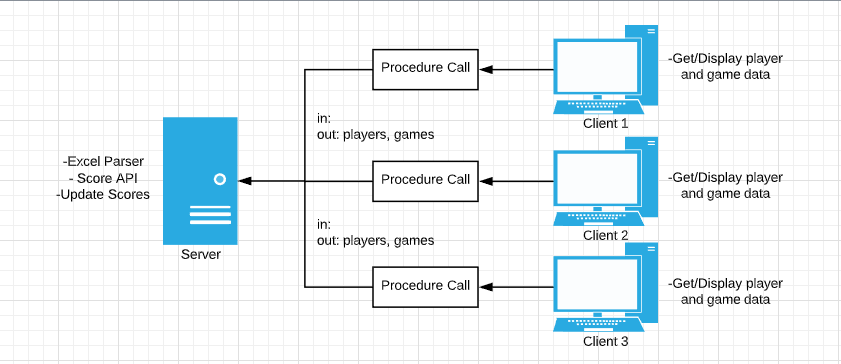 Procedure Call
-Get/Display player
and game data
Client 1
in:
out: players, games
-Excel Parser
- Score API
-Update Scores
Server
Procedure Call
-Get/Display player
and game data
Client 2
in:
out: players, games
Procedure Call
-Get/Display player
and game data
Client 3